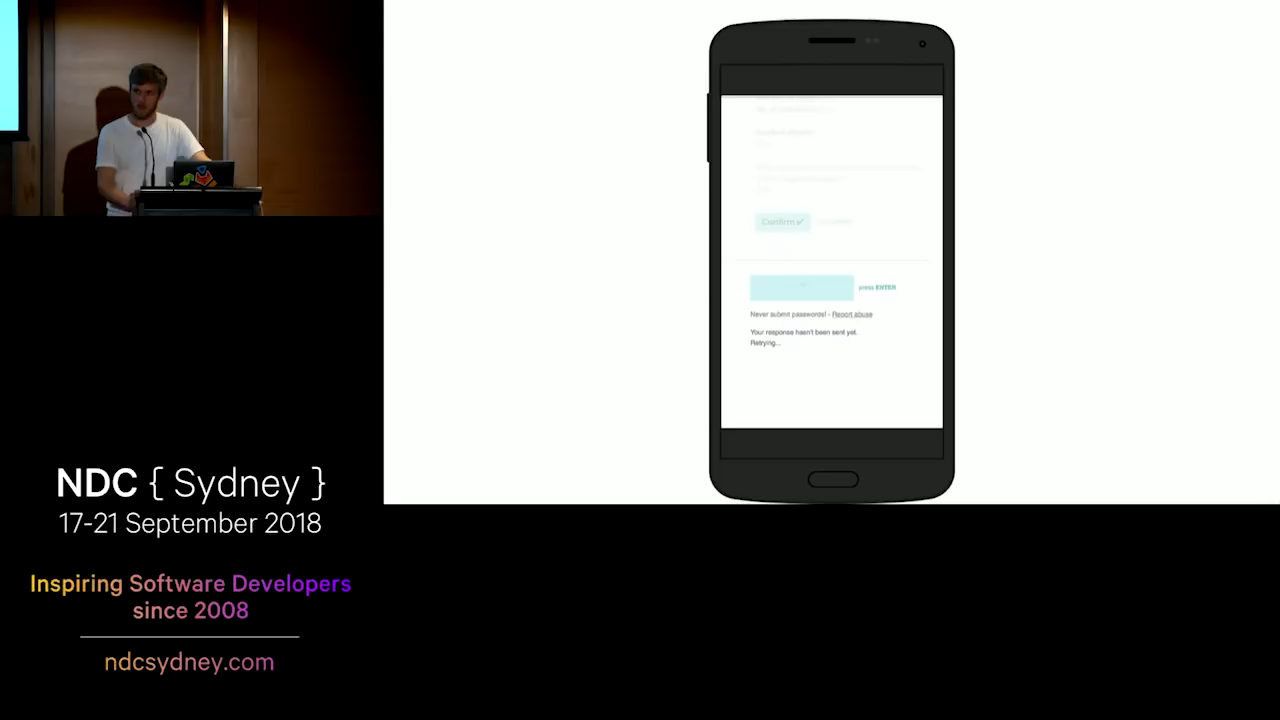 Confirm ✓
press ENTER
Never submit passwords! - Report abuse
Your response hasn't been sent yet.
Retrying...
NDC { Sydney }
17-21 September 2018
Inspiring Software Developers
since 2008
ndcsydney.com